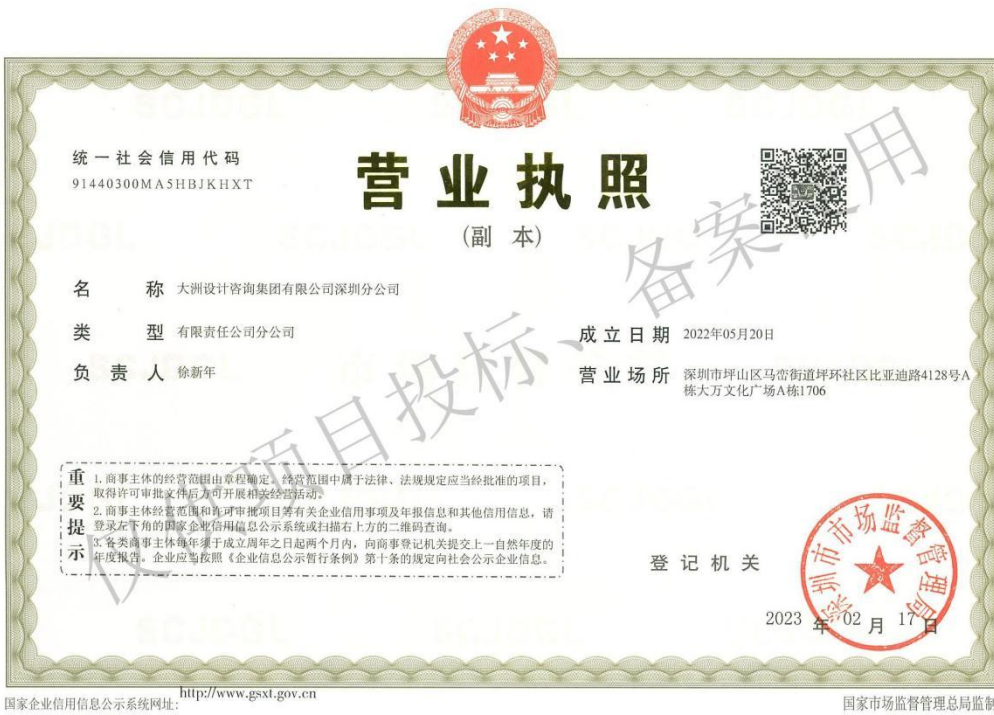 统一社会信用代码
91440300MA5HBJKHXT
营业执照
(副 本)
名 称 大洲设计咨询集团有限公司深圳分公司
类 型 有限责任公司分公司
负 责 人 徐新年
成 立 日 期 2022年05月20日
营 业 场 所 深圳市坪山区马峦街道坪环社区比亚迪路4128号A
栋大万文化广场A栋1706
重要提示
1. 商事主体的经营范围由章程确定。经营范围中属于法律、法规规定应当经批准的项目，
取得许可审批文件后方可开展相关经营活动。
2. 商事主体经营范围和许可审批项目等有关企业信用事项及年报信息和其他信用信息，请
登录左下角的国家企业信用信息公示系统或扫描右上方的二维码查询。
3. 各类商事主体每年须于成立周年之日起两个月内，向商事登记机关提交上一自然年度的
年度报告。企业应当按照《企业信息公示暂行条例》第十条的规定向社会公示企业信息。
登 记 机 关
深圳市市场监督管理局
2023 年 02 月 17 日
仅供项目投标、备案使用
国家企业信用信息公示系统网址: http://www.gsxt.gov.cn
国家市场监督管理总局监制